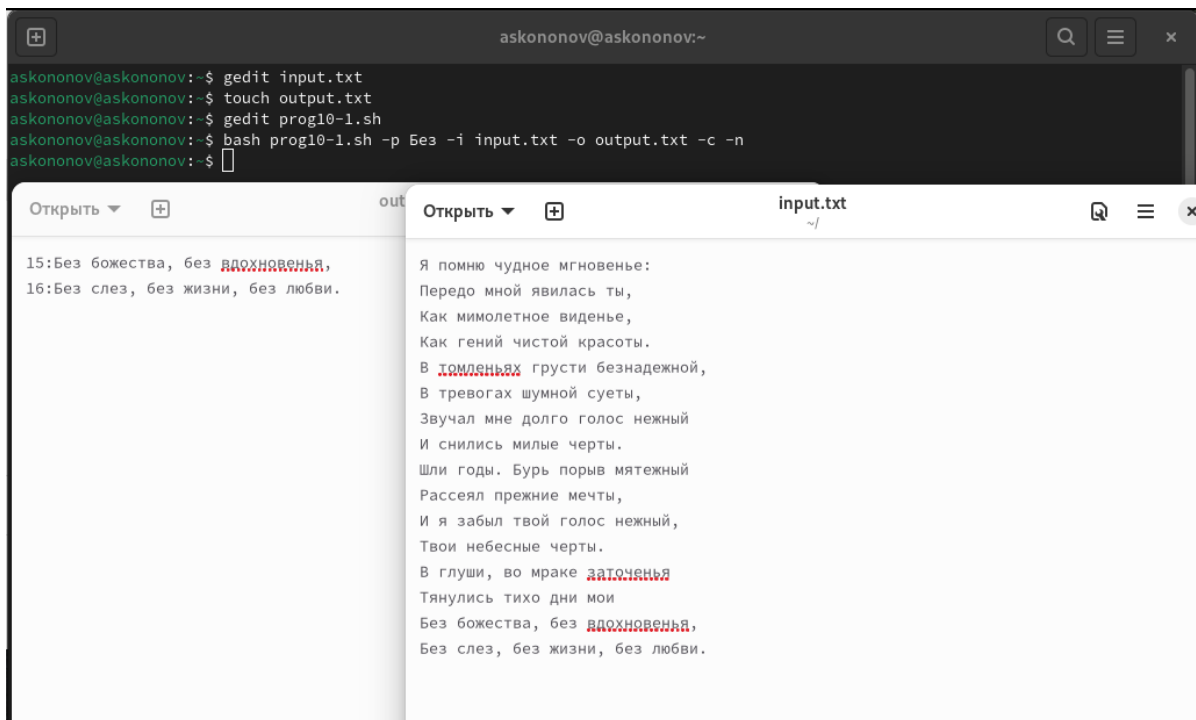 askononov@askononov:~
askononov@askononov:~$ gedit input.txt
askononov@askononov:~$ touch output.txt
askononov@askononov:~$ gedit prog10-1.sh
askononov@askononov:~$ bash prog10-1.sh -p Без -i input.txt -o output.txt -c -n
askononov@askononov:~$
Открыть
out
15:Без божества, без вдохновенья,
16:Без слез, без жизни, без любви.
Открыть
input.txt
~/
Я помню чудное мгновенье:
Передо мной явилась ты,
Как мимолетное виденье,
Как гений чистой красоты.
В томленьях грусти безнадежной,
В тревогах шумной суеты,
Звучал мне долго голос нежный
И снились милые черты.
Шли годы. Бурь порыв мятежный
Рассеял прежние мечты,
И я забыл твой голос нежный,
Твои небесные черты.
В глуши, во мраке заточенья
Тянулись тихо дни мои
Без божества, без вдохновенья,
Без слез, без жизни, без любви.